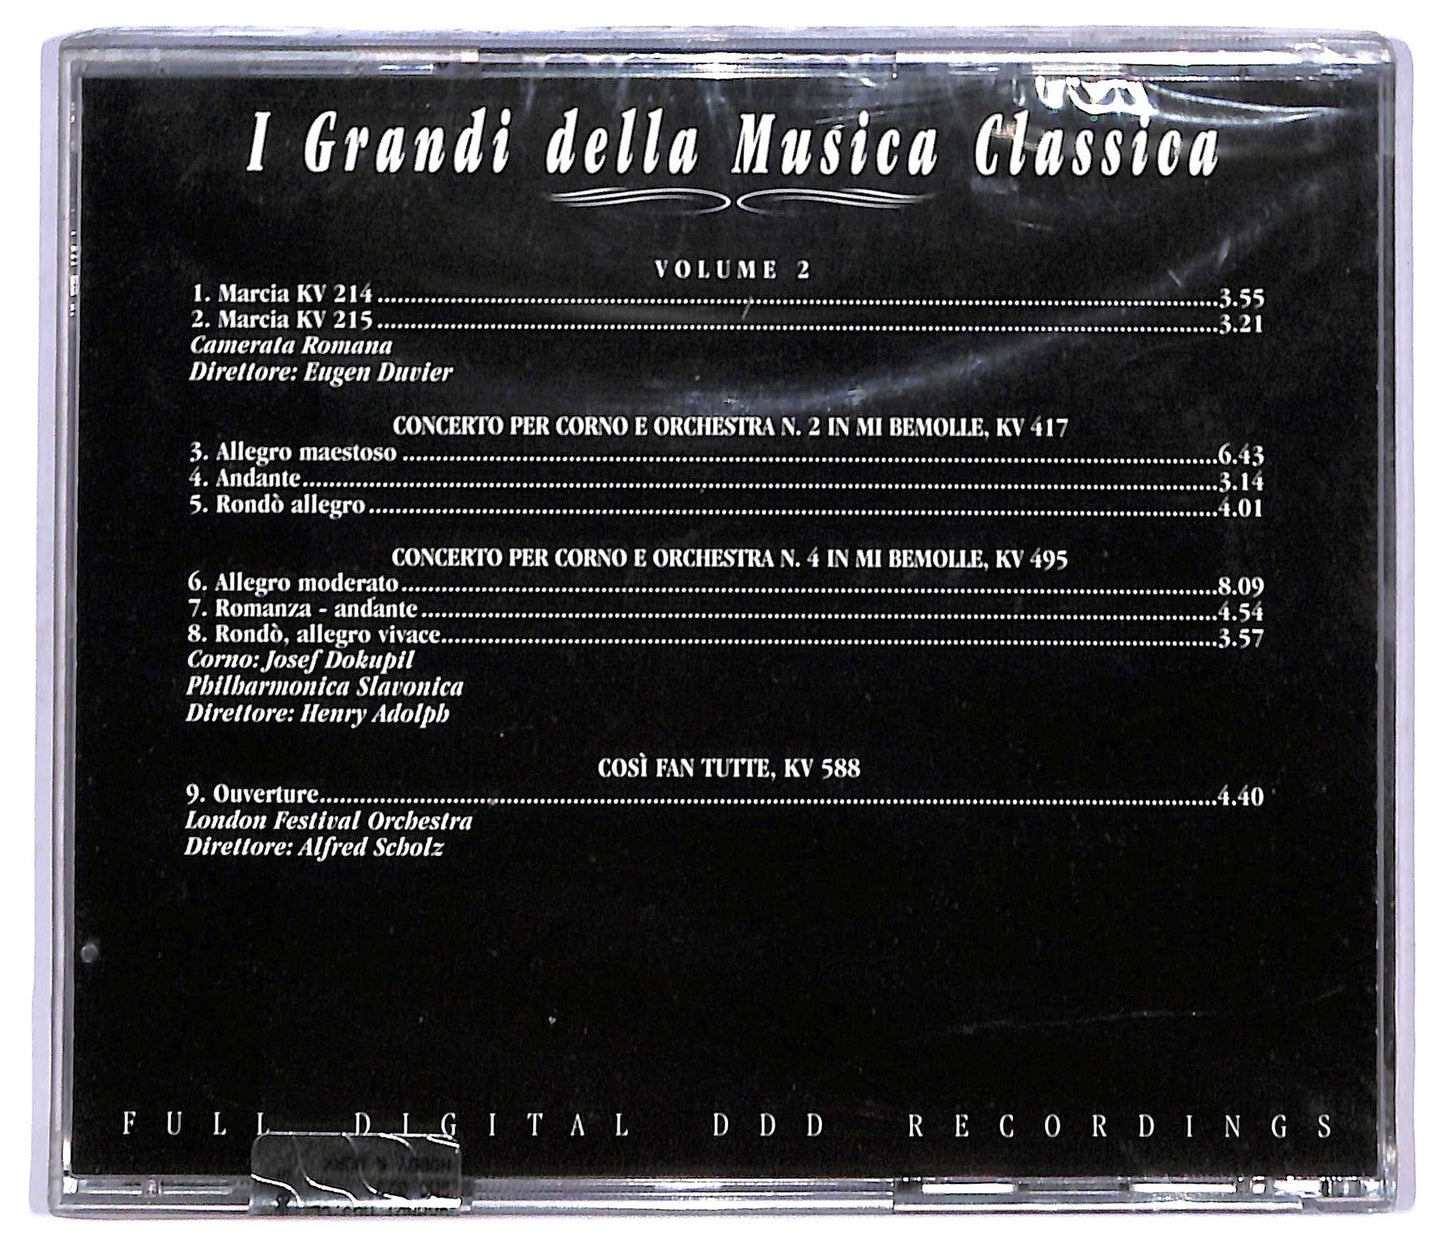 I Grandi della Musica Classica
VOLUME 2
1. Marcia KV 214 3.55
2. Marcia KV 215 3.21
Camerata Romana
Direttore: Eugen Duvier
CONCERTO PER CORNO E ORCHESTRA N. 2 IN MI BEMOLLE, KV 417
3. Allegro maestoso 6.43
4. Andante 3.14
5. Rondò allegro 4.01
CONCERTO PER CORNO E ORCHESTRA N. 4 IN MI BEMOLLE, KV 495
6. Allegro moderato 8.09
7. Romanza - andante 4.54
8. Rondò, allegro vivace 3.57
Corno: Josef Dokupil
Philharmonica Slavonica
Direttore: Henry Adolph
COSÌ FAN TUTTE, KV 588
9. Ouverture 4.40
London Festival Orchestra
Direttore: Alfred Scholz
FULL DIGITAL DDD RECORDINGS